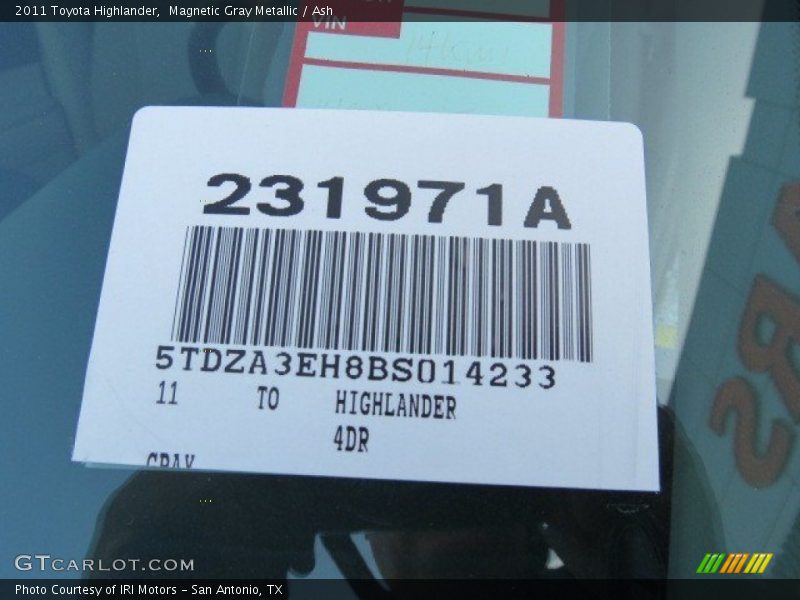 2011 Toyota Highlander,  Magnetic Gray Metallic / Ash
VIN
231971A
5TDZA3EH8BS014233
11 TO HIGHLANDER
4DR
GRAY
GTCARLOT.COM
Photo Courtesy of IRI Motors - San Antonio, TX